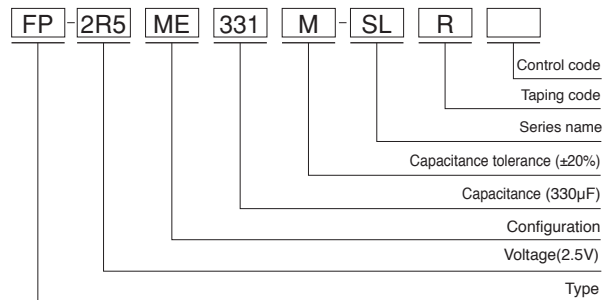 FP-2R5 ME 331 M-SL R
Control code
Taping code
Series name
Capacitance tolerance (±20%)
Capacitance (330µF)
Configuration
Voltage(2.5V)
Type